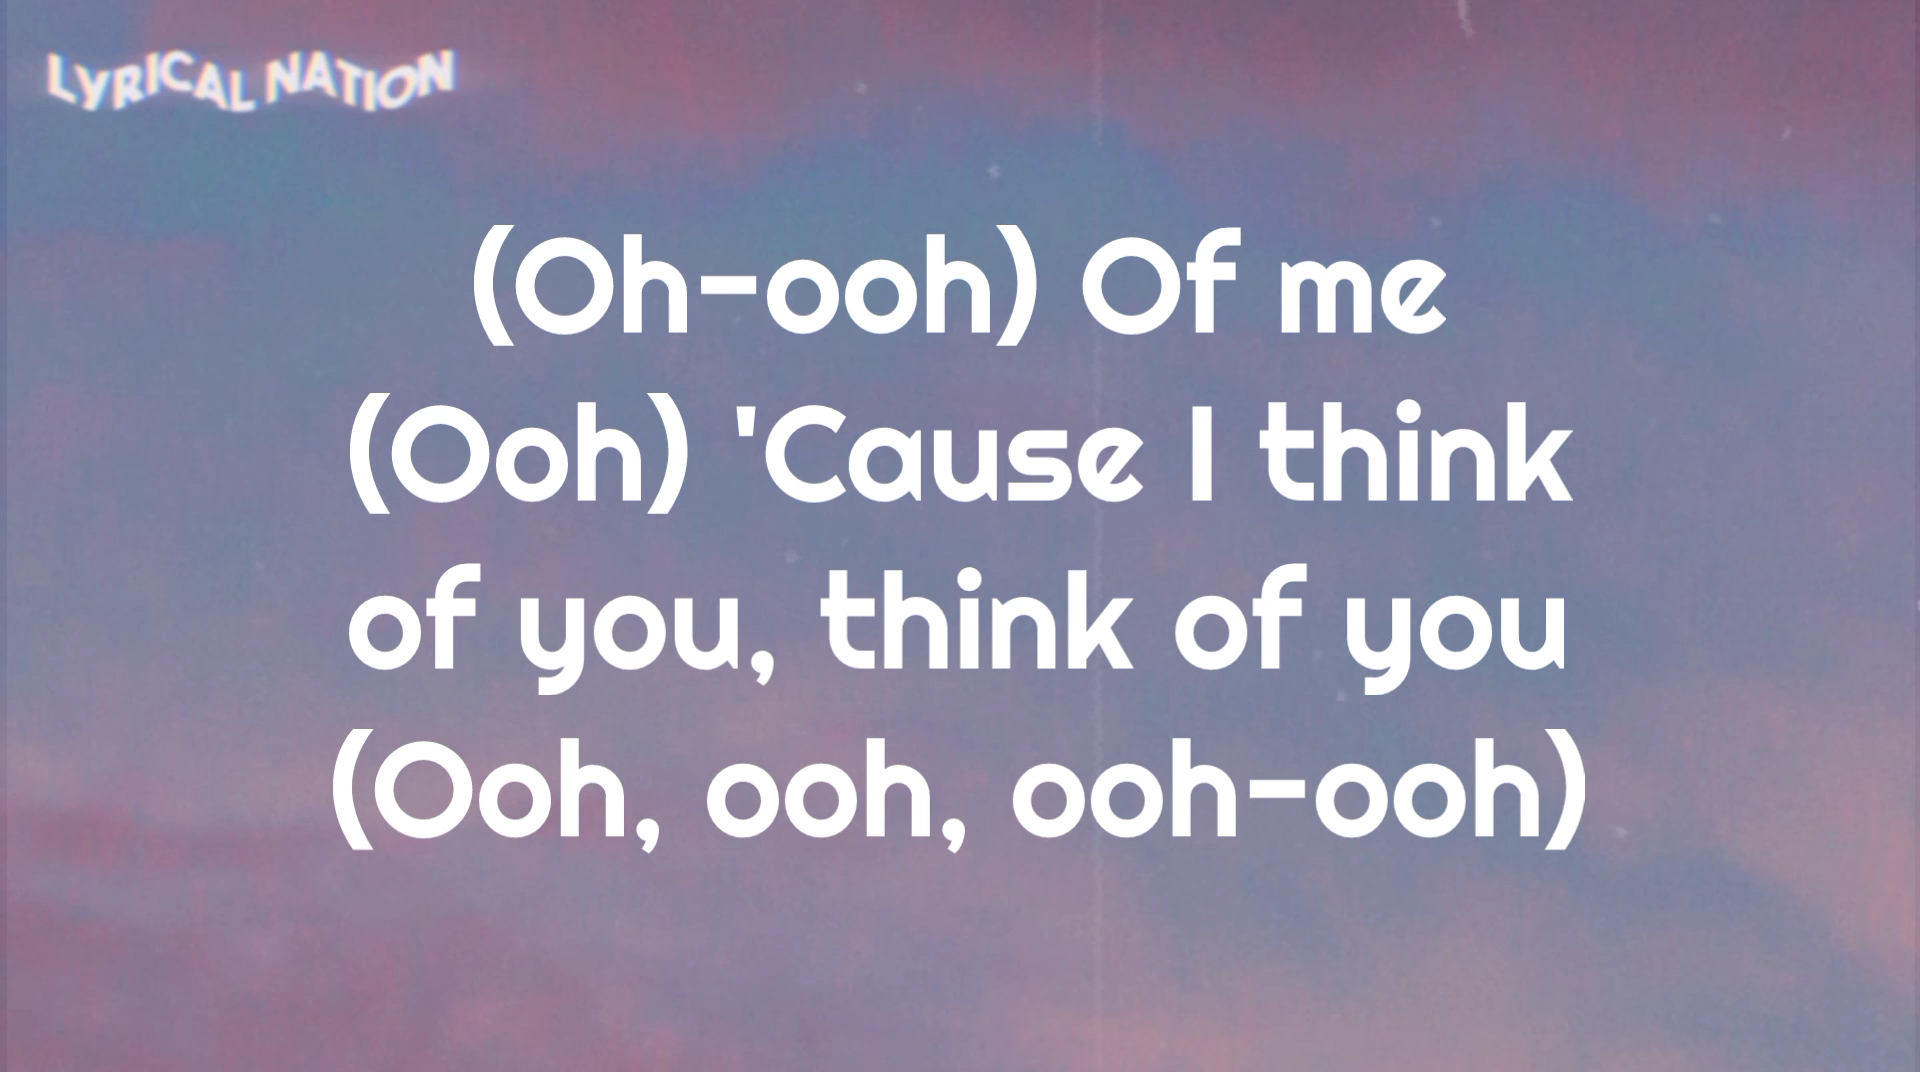 LYRICAL NATION
(Oh-ooh) Of me
(Ooh) 'Cause I think
of you, think of you
(Ooh, ooh, ooh-ooh)